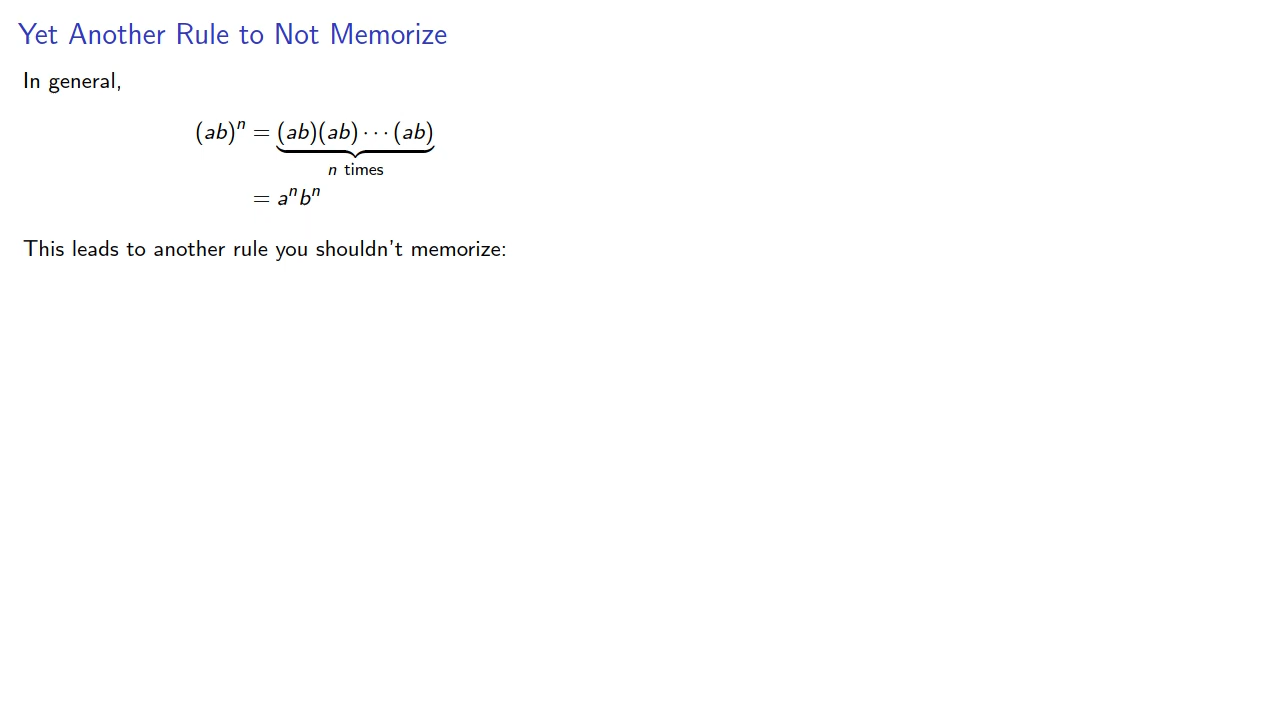 Yet Another Rule to Not Memorize
In general,
(ab)ⁿ = (ab)(ab)···(ab)
n times
= aⁿbⁿ
This leads to another rule you shouldn't memorize: